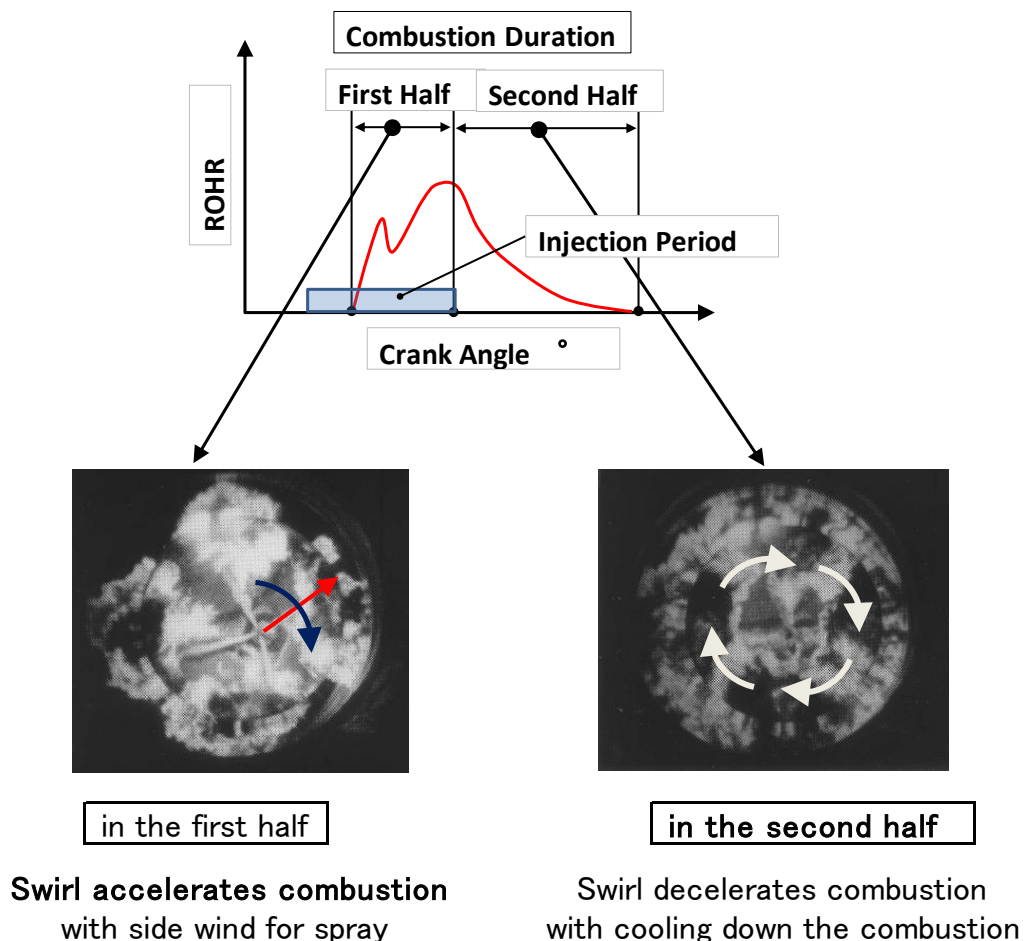 Combustion Duration
First Half
Second Half
ROHR
Injection Period
Crank Angle °
in the first half
in the second half
Swirl accelerates combustion
with side wind for spray
Swirl decelerates combustion
with cooling down the combustion